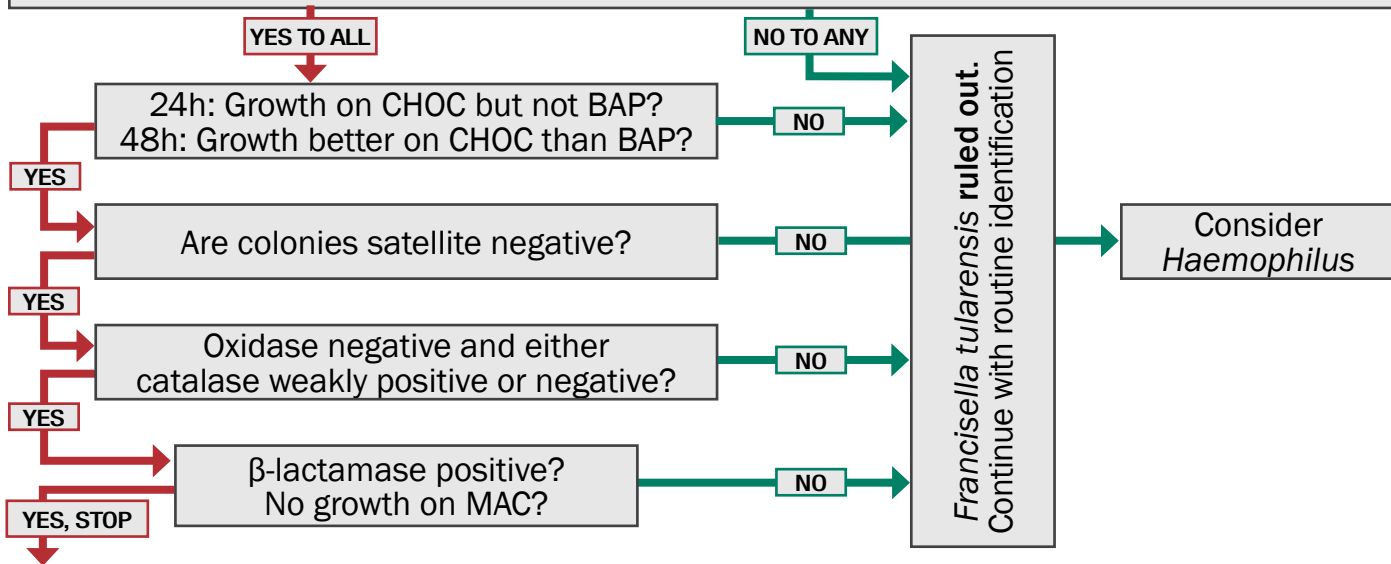 YES TO ALL
NO TO ANY
24h: Growth on CHOC but not BAP?
48h: Growth better on CHOC than BAP?
NO
YES
Are colonies satellite negative?
NO
YES
Oxidase negative and either
catalase weakly positive or negative?
NO
YES
β-lactamase positive?
No growth on MAC?
NO
YES, STOP
Francisella tularensis ruled out.
Continue with routine identification
Consider
Haemophilus